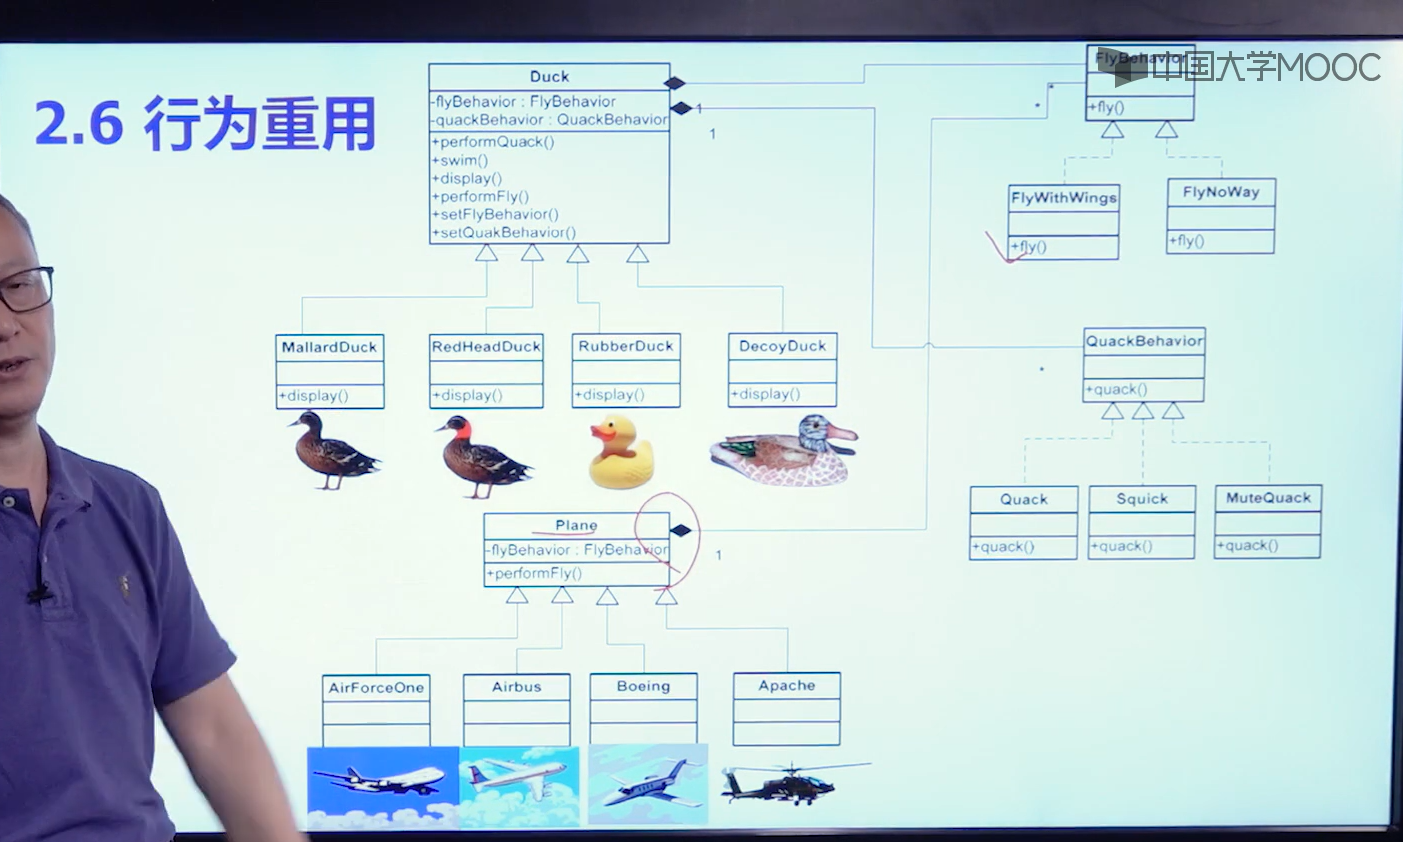 2.6 行为重用
Duck
-flyBehavior : FlyBehavior
-quackBehavior : QuackBehavior
+performQuack()
+swim()
+display()
+performFly()
+setFlyBehavior()
+setQuakBehavior()
1
1
*
*
FlyBehavior
中国大学MOOC
+fly()
FlyWithWings
+fly()
FlyNoWay
+fly()
MallardDuck
+display()
RedHeadDuck
+display()
RubberDuck
+display()
DecoyDuck
+display()
QuackBehavior
+quack()
*
Quack
+quack()
Squick
+quack()
MuteQuack
+quack()
Plane
-flyBehavior : FlyBehavior
+performFly()
1
AirForceOne
Airbus
Boeing
Apache